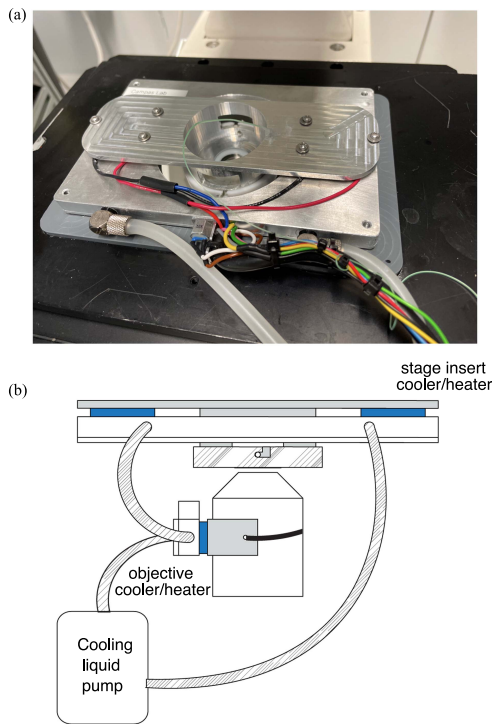 (a)
(b)
stage insert
cooler/heater
objective
cooler/heater
Cooling
liquid
pump